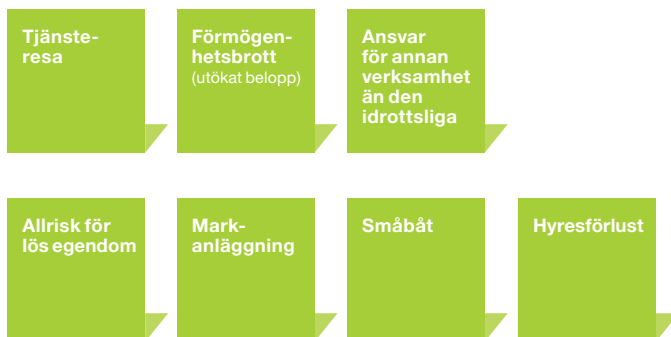 Tjänste-
resa
Förmögen-
hetsbrott
(utökat belopp)
Ansvar
för annan
verksamhet
än den
idrottsliga
Allrisk för
lös egendom
Mark-
anläggning
Småbåt
Hyresförlust